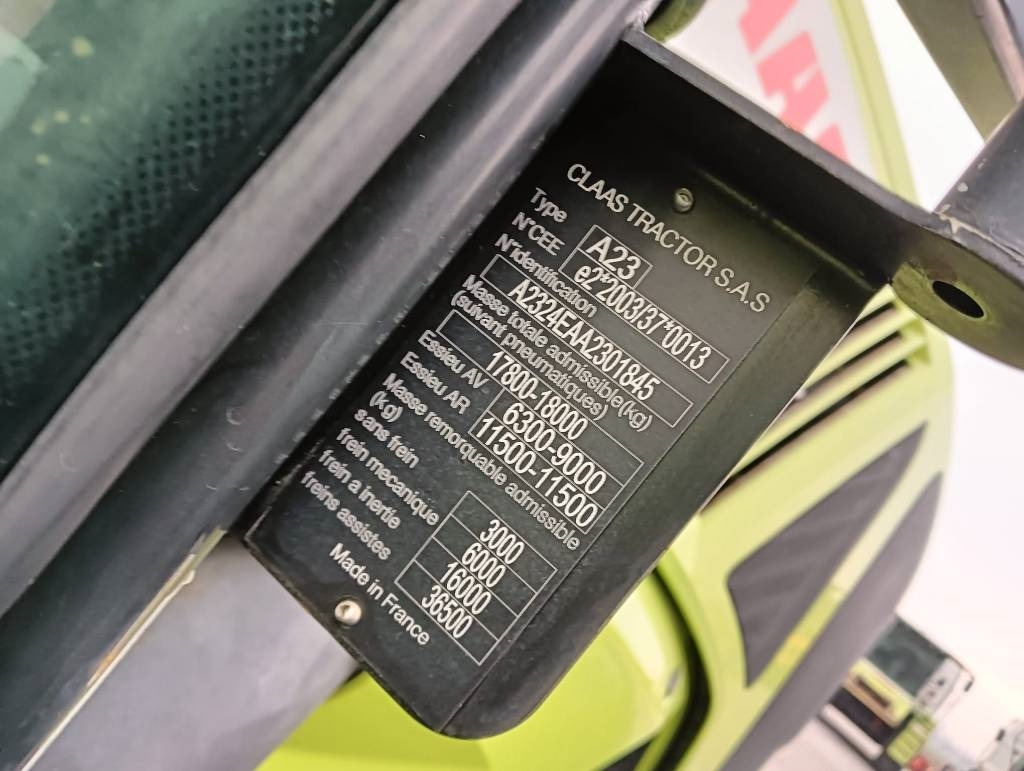 CLAAS TRACTOR S.A.S
Type A23
N°CEE e2*2003/37*0013
N°identification
A2324EAA2301845
Masse totale admissible(kg)
(suivant pneumatiques)
17800-18000
Essieu AV 6300-9000
Essieu AR 11500-11500
Masse remorquable admissible
(kg)
sans frein 3000
frein mecanique 6000
frein a inertie 16000
freins assistes 36500
Made in France